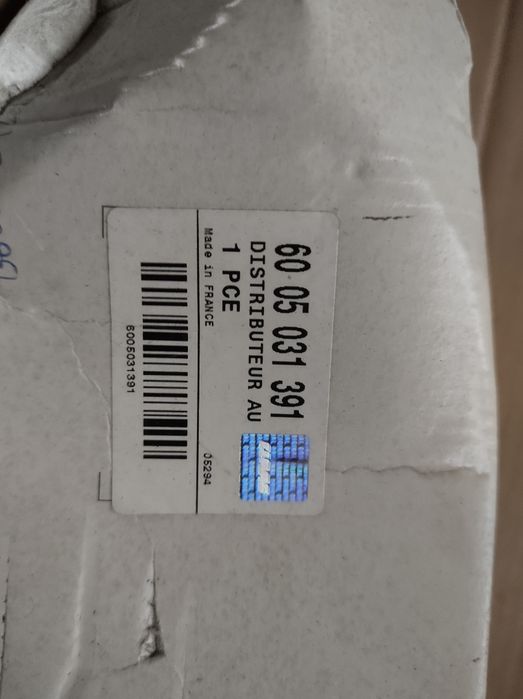 60 05 031 391
DISTRIBUTEUR AU
1 PCE
Made in FRANCE
05294
6005031391